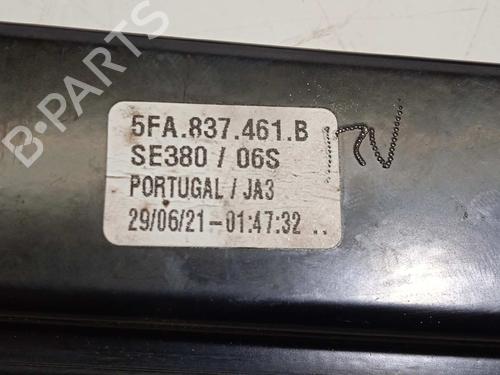 B-PARTS
5FA.837.461.B
SE380 / 06S
PORTUGAL / JA3
29/06/21-01:47:32 ..